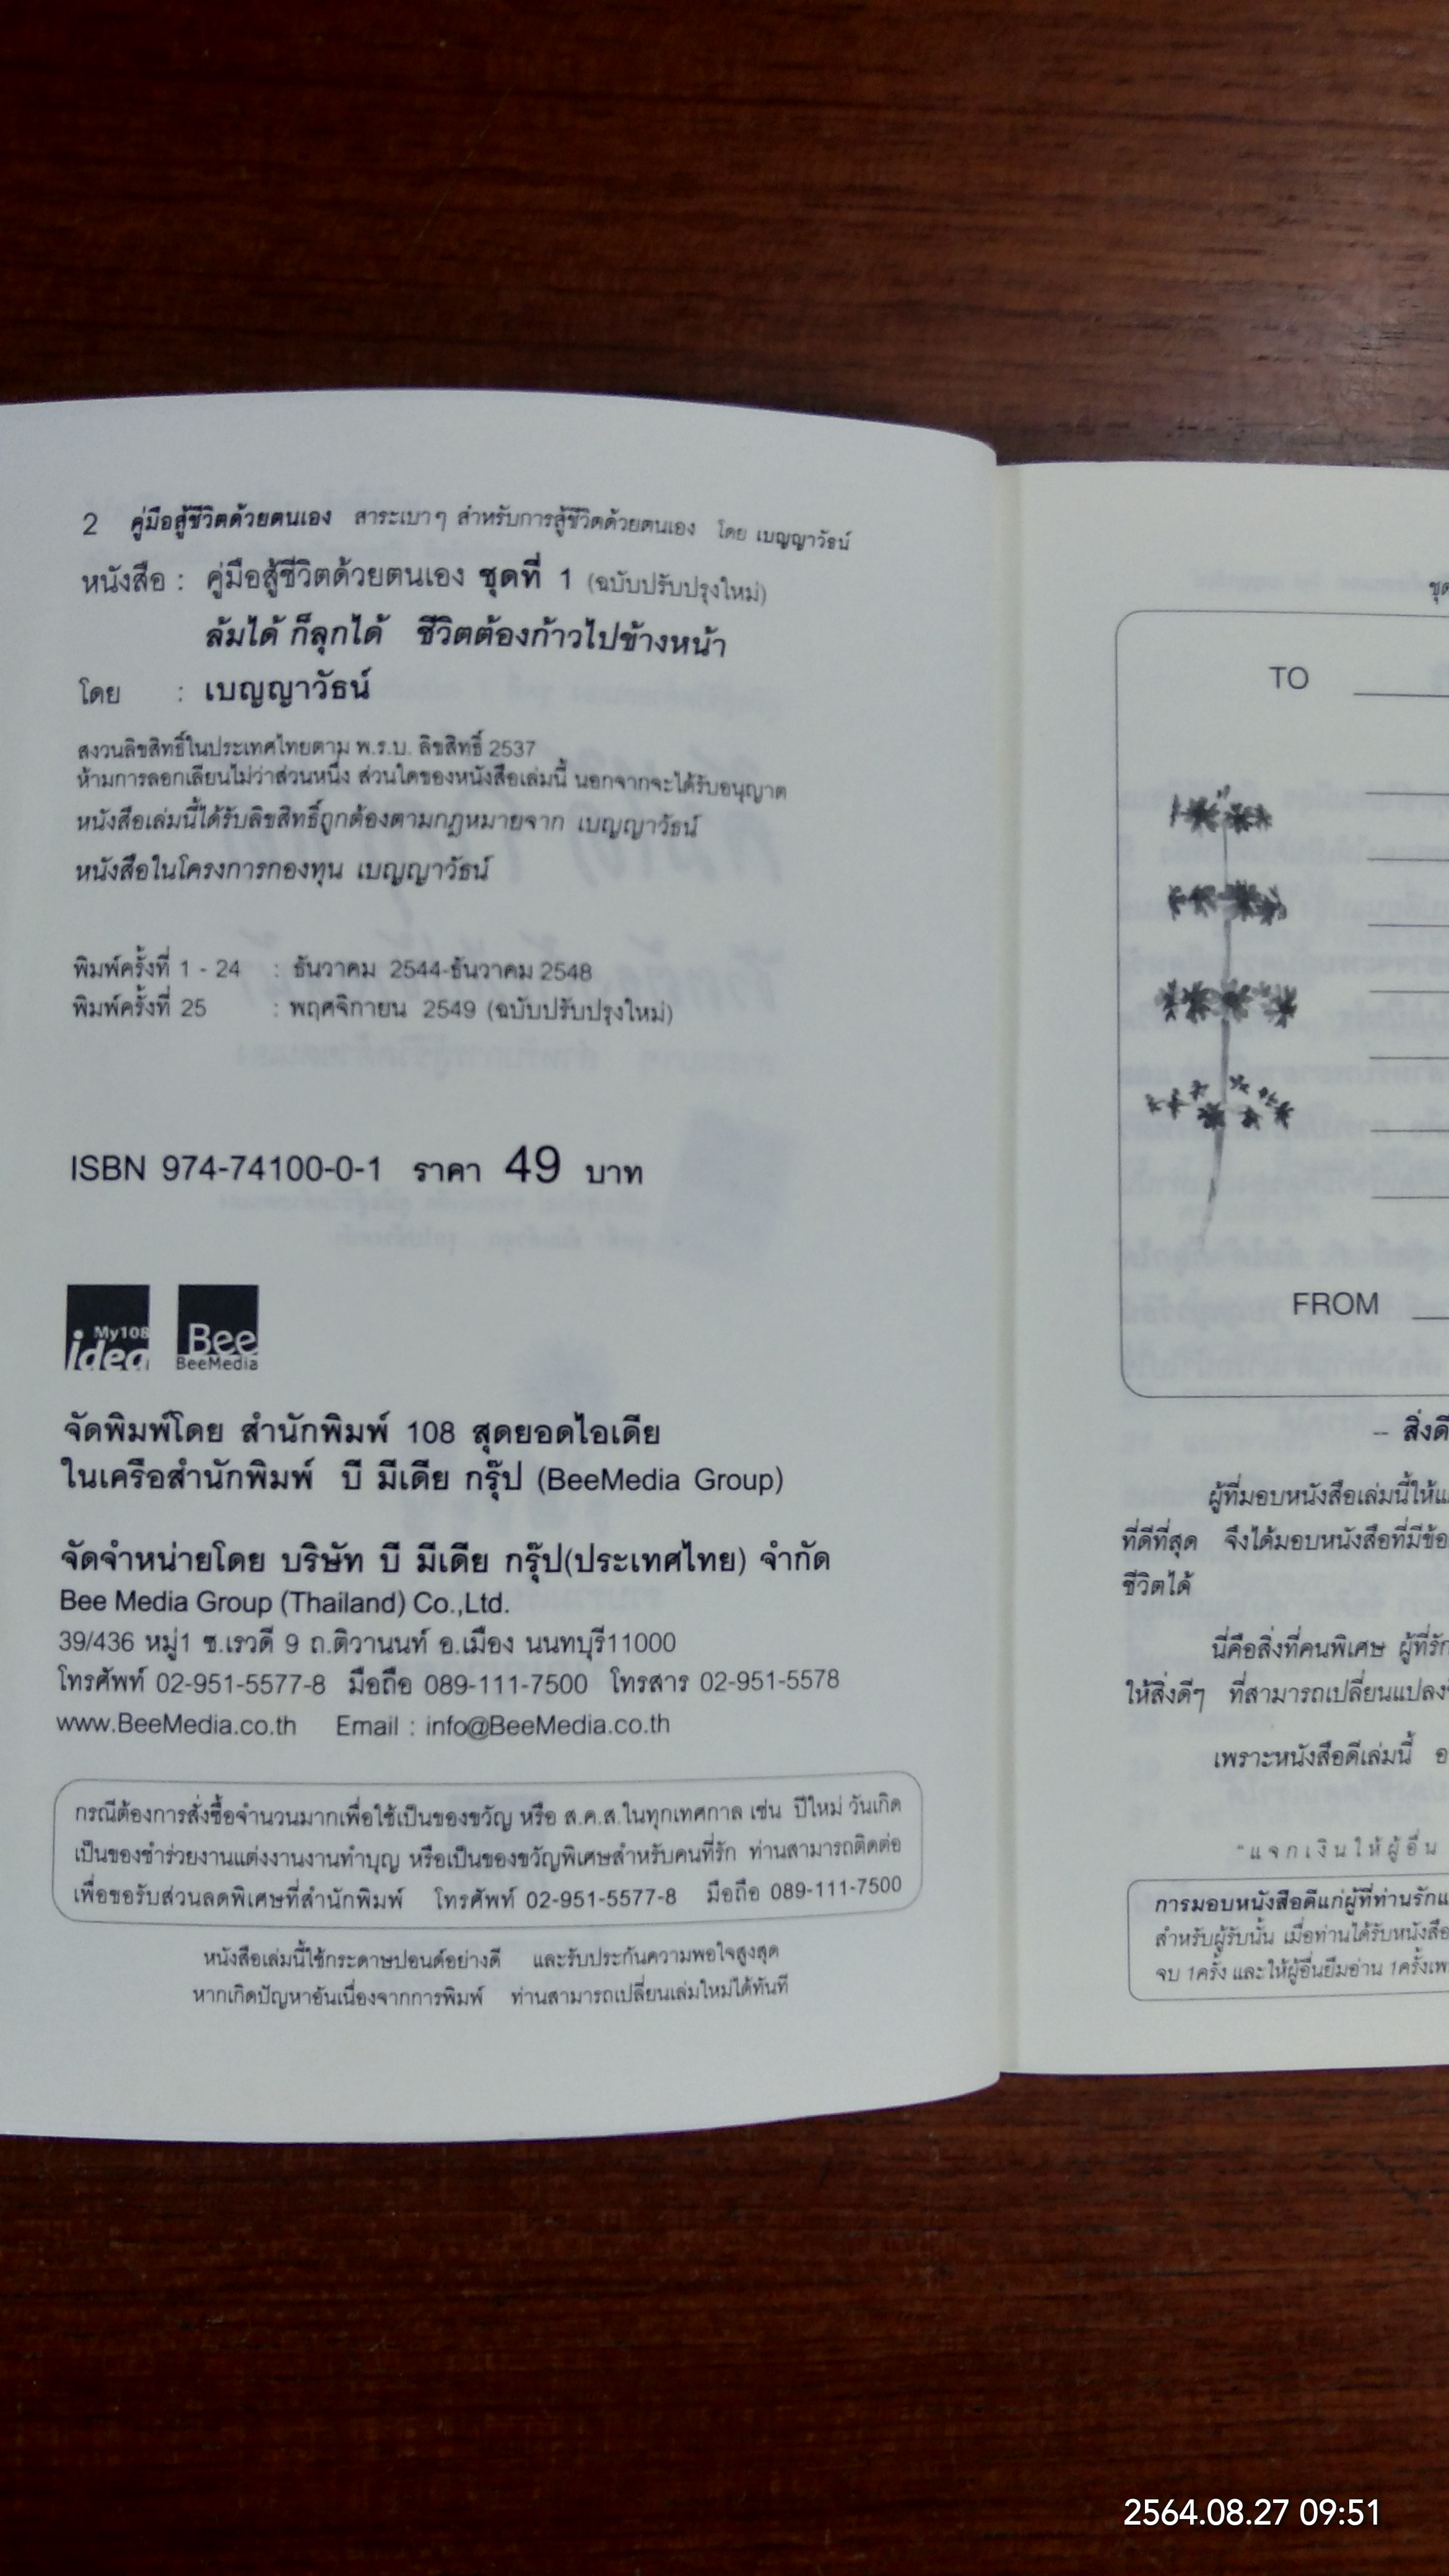 2 คู่มือสู้ชีวิตด้วยตนเอง สาระเบาๆ สำหรับการสู้ชีวิตด้วยตนเอง โดย เบญญาวัธน์
หนังสือ : คู่มือสู้ชีวิตด้วยตนเอง ชุดที่ 1 (ฉบับปรับปรุงใหม่)
ล้มได้ ก็ลุกได้ ชีวิตต้องก้าวไปข้างหน้า
โดย : เบญญาวัธน์
สงวนลิขสิทธิ์ในประเทศไทยตาม พ.ร.บ. ลิขสิทธิ์ 2537
ห้ามการลอกเลียนไม่ว่าส่วนหนึ่ง ส่วนใดของหนังสือเล่มนี้ นอกจากจะได้รับอนุญาต
หนังสือเล่มนี้ได้รับลิขสิทธิ์ถูกต้องตามกฎหมายจาก เบญญาวัธน์
หนังสือในโครงการกองทุน เบญญาวัธน์
พิมพ์ครั้งที่ 1 - 24 : ธันวาคม 2544-ธันวาคม 2548
พิมพ์ครั้งที่ 25 : พฤศจิกายน 2549 (ฉบับปรับปรุงใหม่)
ISBN 974-74100-0-1 ราคา 49 บาท
My108 idea Bee BeeMedia
จัดพิมพ์โดย สำนักพิมพ์ 108 สุดยอดไอเดีย
ในเครือสำนักพิมพ์ บี มีเดีย กรุ๊ป (BeeMedia Group)
จัดจำหน่ายโดย บริษัท บี มีเดีย กรุ๊ป(ประเทศไทย) จำกัด
Bee Media Group (Thailand) Co.,Ltd.
39/436 หมู่1 ซ.เรวดี 9 ถ.ติวานนท์ อ.เมือง นนทบุรี11000
โทรศัพท์ 02-951-5577-8 มือถือ 089-111-7500 โทรสาร 02-951-5578
www.BeeMedia.co.th Email : info@BeeMedia.co.th
กรณีต้องการสั่งซื้อจำนวนมากเพื่อใช้เป็นของขวัญ หรือ ส.ค.ส.ในทุกเทศกาล เช่น ปีใหม่ วันเกิด
เป็นของชำร่วยงานแต่งงานงานทำบุญ หรือเป็นของขวัญพิเศษสำหรับคนที่รัก ท่านสามารถติดต่อ
เพื่อขอรับส่วนลดพิเศษที่สำนักพิมพ์ โทรศัพท์ 02-951-5577-8 มือถือ 089-111-7500
หนังสือเล่มนี้ใช้กระดาษปอนด์อย่างดี และรับประกันความพอใจสูงสุด
หากเกิดปัญหาอันเนื่องจากการพิมพ์ ท่านสามารถเปลี่ยนเล่มใหม่ได้ทันที
TO
FROM
-- สิ่งดี
ผู้ที่มอบหนังสือเล่มนี้ให้
ที่ดีที่สุด จึงได้มอบหนังสือที่มีข้อ
ชีวิตได้
นี่คือสิ่งที่คนพิเศษ ผู้ที่รัก
ให้สิ่งดีๆ ที่สามารถเปลี่ยนแปลง
เพราะหนังสือดีเล่มนี้
"แจกเงินให้ผู้อื่น
การมอบหนังสือดีแก่ผู้ที่ท่านรัก
สำหรับผู้รับนั้น เมื่อท่านได้รับหนังสือ
จบ 1ครั้ง และให้ผู้อื่นยืมอ่าน 1ครั้ง
2564.08.27 09:51